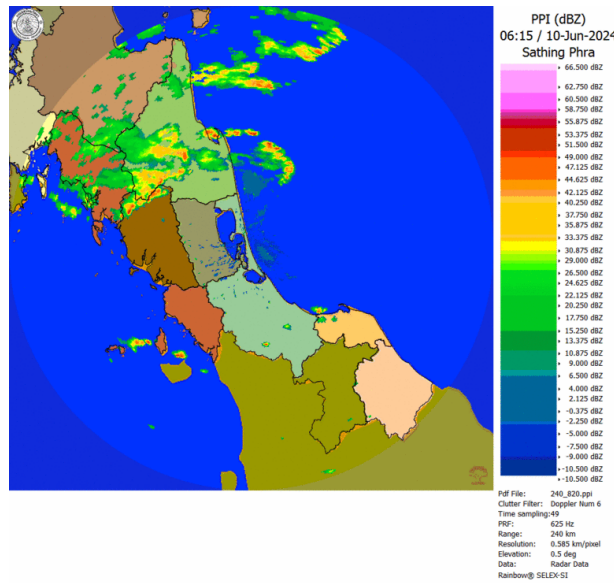 PPI (dBZ)
06:15 / 10-Jun-2024
Sathing Phra
66.500 dBZ
62.750 dBZ
60.500 dBZ
58.750 dBZ
55.875 dBZ
53.375 dBZ
51.500 dBZ
49.000 dBZ
47.125 dBZ
44.625 dBZ
42.125 dBZ
40.250 dBZ
37.750 dBZ
35.875 dBZ
33.375 dBZ
30.875 dBZ
29.000 dBZ
26.500 dBZ
24.625 dBZ
22.125 dBZ
20.250 dBZ
17.750 dBZ
15.250 dBZ
13.375 dBZ
10.875 dBZ
9.000 dBZ
6.500 dBZ
4.000 dBZ
2.125 dBZ
-0.375 dBZ
-2.250 dBZ
-5.000 dBZ
-7.500 dBZ
-9.000 dBZ
-10.500 dBZ
-10.500 dBZ
Pdf File: 240_820.ppi
Clutter Filter: Doppler Num 6
Time sampling:49
PRF: 625 Hz
Range: 240 km
Resolution: 0.585 km/pixel
Elevation: 0.5 deg
Data: Radar Data
Rainbow® SELEX-SI